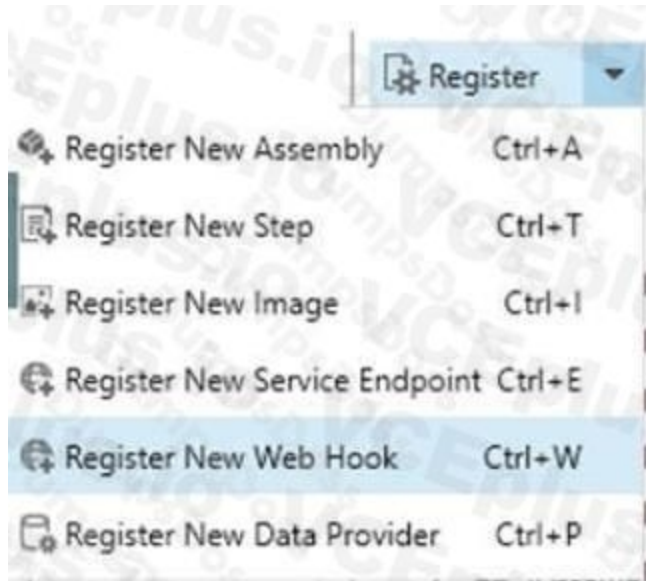 Register
Register New Assembly Ctrl+A
Register New Step Ctrl+T
Register New Image Ctrl+I
Register New Service Endpoint Ctrl+E
Register New Web Hook Ctrl+W
Register New Data Provider Ctrl+P